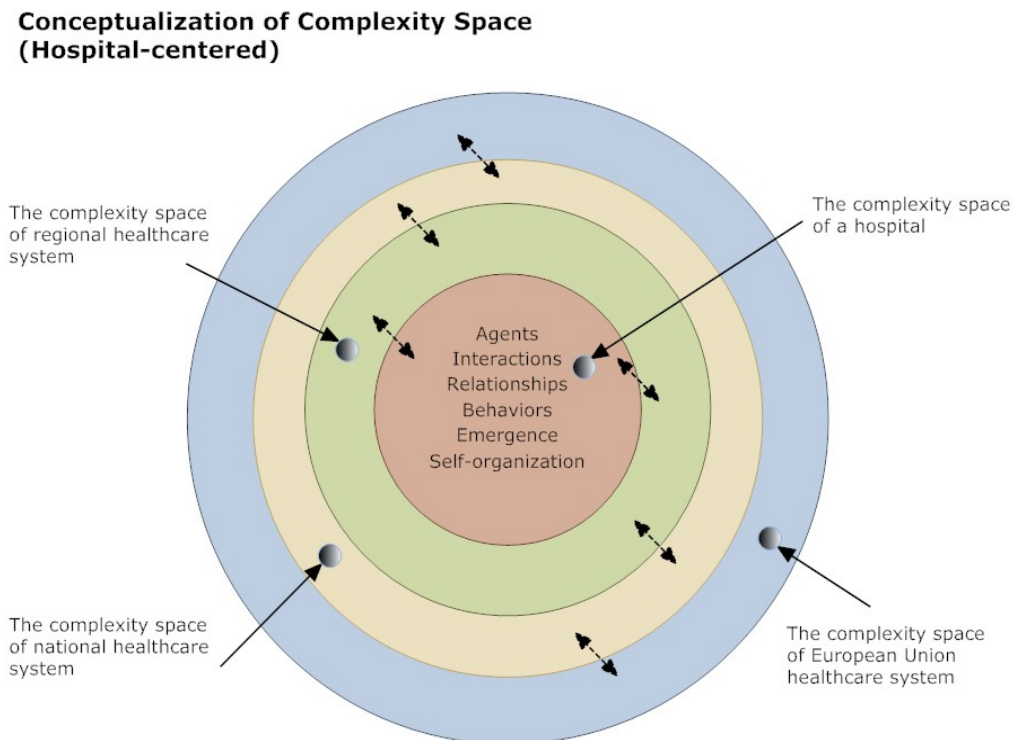 Conceptualization of Complexity Space
(Hospital-centered)
The complexity space
of regional healthcare
system
The complexity space
of a hospital
Agents
Interactions
Relationships
Behaviors
Emergence
Self-organization
The complexity space
of national healthcare
system
The complexity space
of European Union
healthcare system